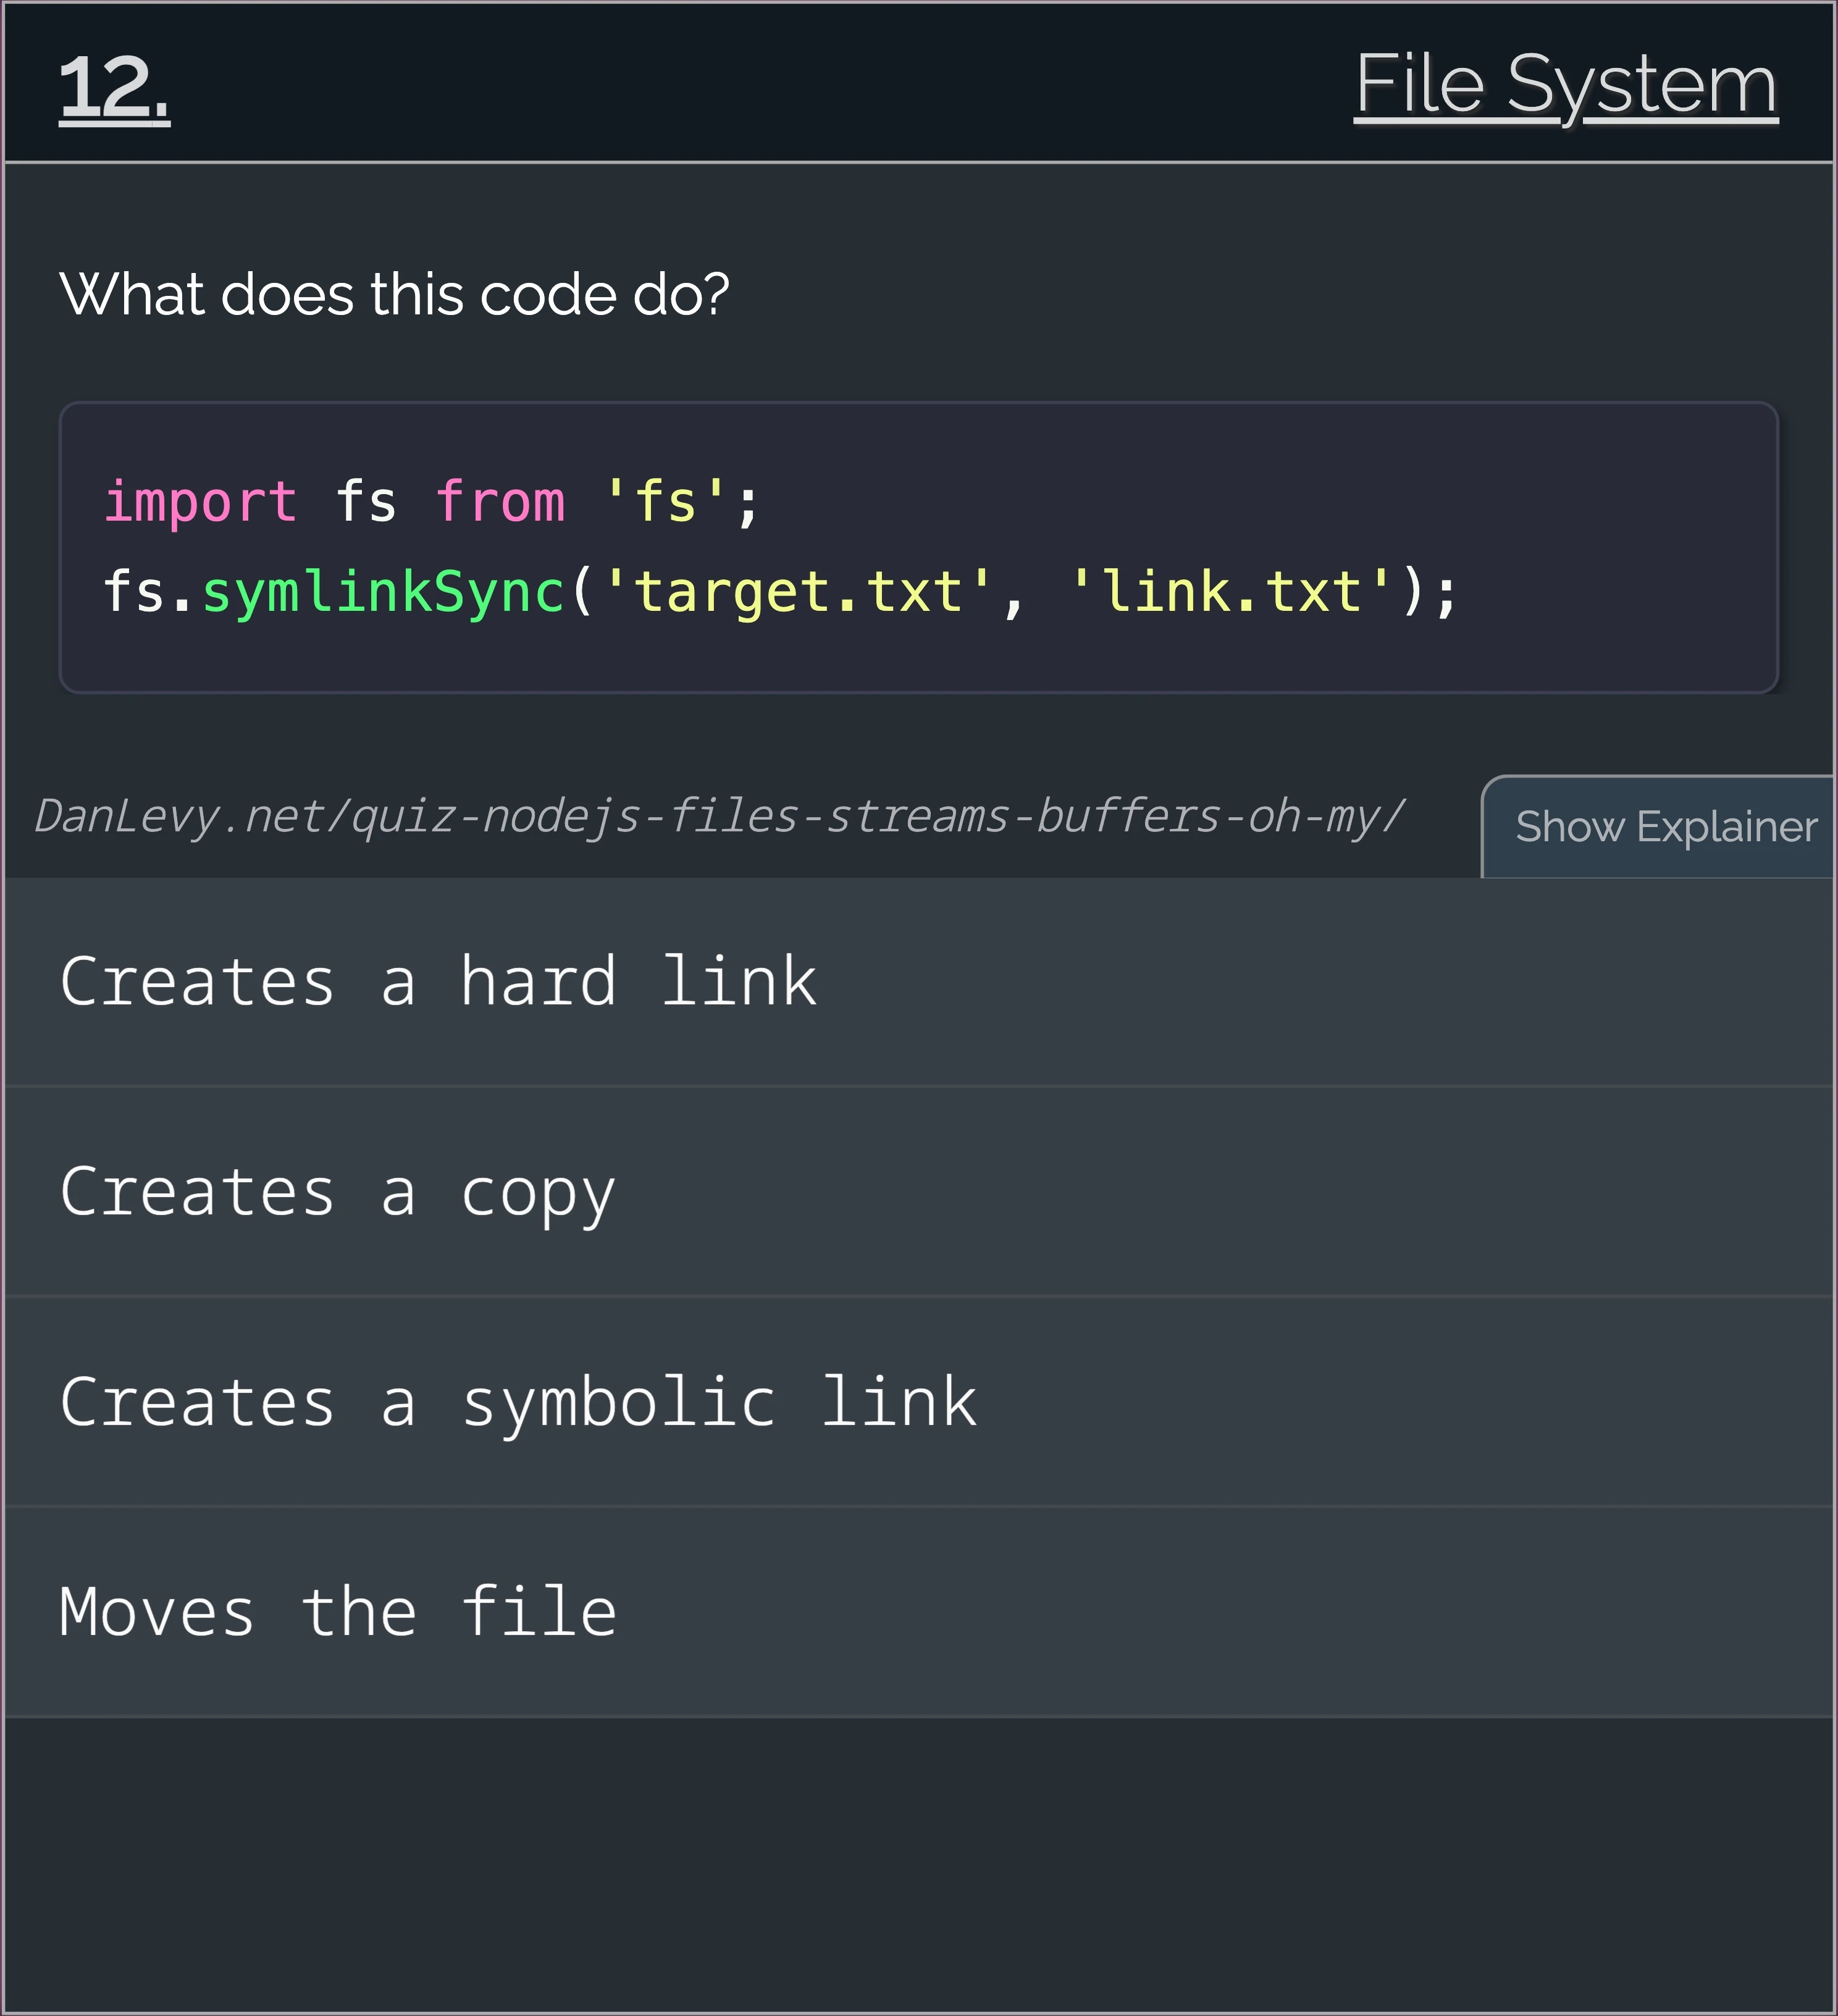 12.
File System
What does this code do?
import fs from 'fs';
fs.symlinkSync('target.txt', 'link.txt');
DanLevy.net/quiz-nodejs-files-streams-buffers-oh-my/
Show Explainer
Creates a hard link
Creates a copy
Creates a symbolic link
Moves the file